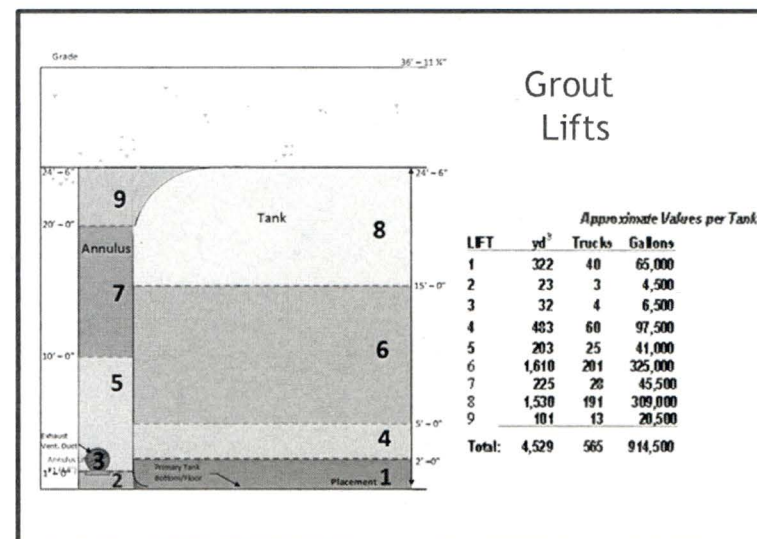 Grade
36' – 11 ¾"
Grout
Lifts
24' – 6"
24' – 6"
9
20' – 0"
Tank
8
Annulus
7
15' – 0"
10' – 0"
6
5
5' – 0"
4
Exhaust
Vent. Duct
Annulus
3
2' – 0"
1' – 0"
2
Primary Tank
Bottom/Floor
Placement 1
Approximate Values per Tank
LIFT yd³ Trucks Gallons
1 322 40 65,000
2 23 3 4,500
3 32 4 6,500
4 483 60 97,500
5 203 25 41,000
6 1,610 201 325,000
7 225 28 45,500
8 1,530 191 309,000
9 101 13 20,500
Total: 4,529 565 914,500